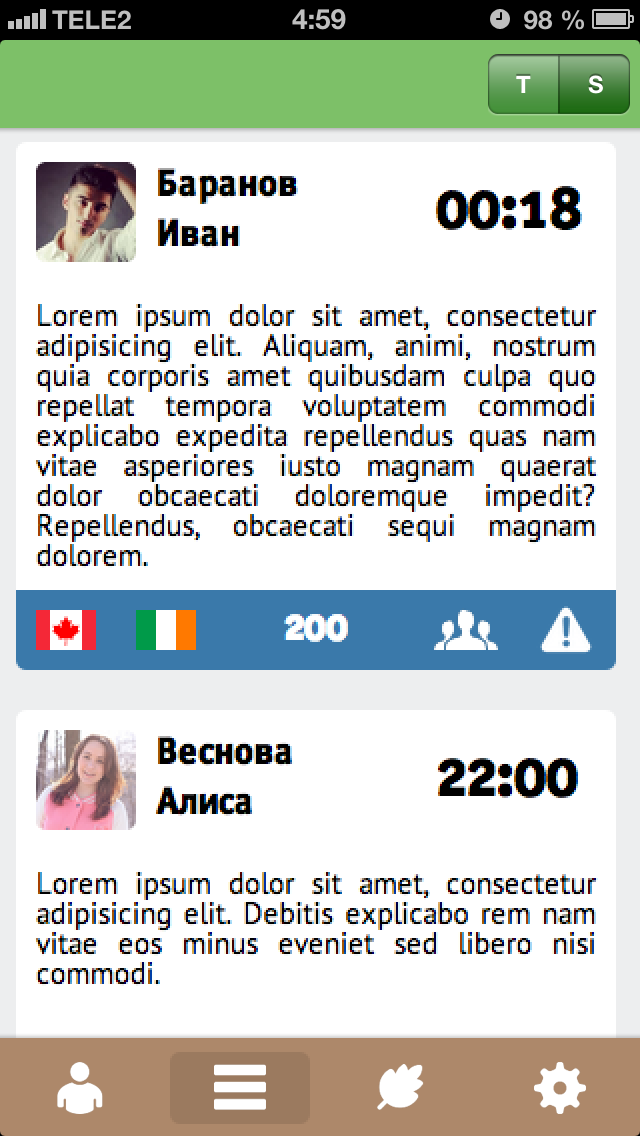 TELE2 4:59 98 %
T S
Баранов
Иван
00:18
Lorem ipsum dolor sit amet, consectetur
adipisicing elit. Aliquam, animi, nostrum
quia corporis amet quibusdam culpa quo
repellat tempora voluptatem commodi
explicabo expedita repellendus quas nam
vitae asperiores iusto magnam quaerat
dolor obcaecati doloremque impedit?
Repellendus, obcaecati sequi magnam
dolorem.
200
Веснова
Алиса
22:00
Lorem ipsum dolor sit amet, consectetur
adipisicing elit. Debitis explicabo rem nam
vitae eos minus eveniet sed libero nisi
commodi.